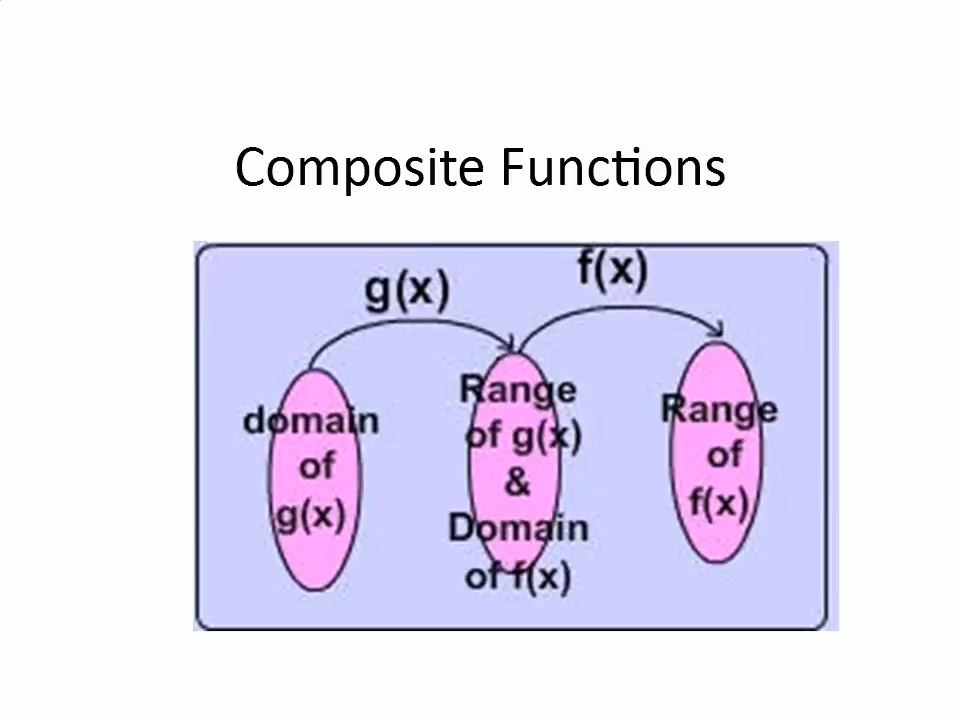 Composite Functions
g(x)
f(x)
domain
of
g(x)
Range
of g(x)
&
Domain
of f(x)
Range
of
f(x)